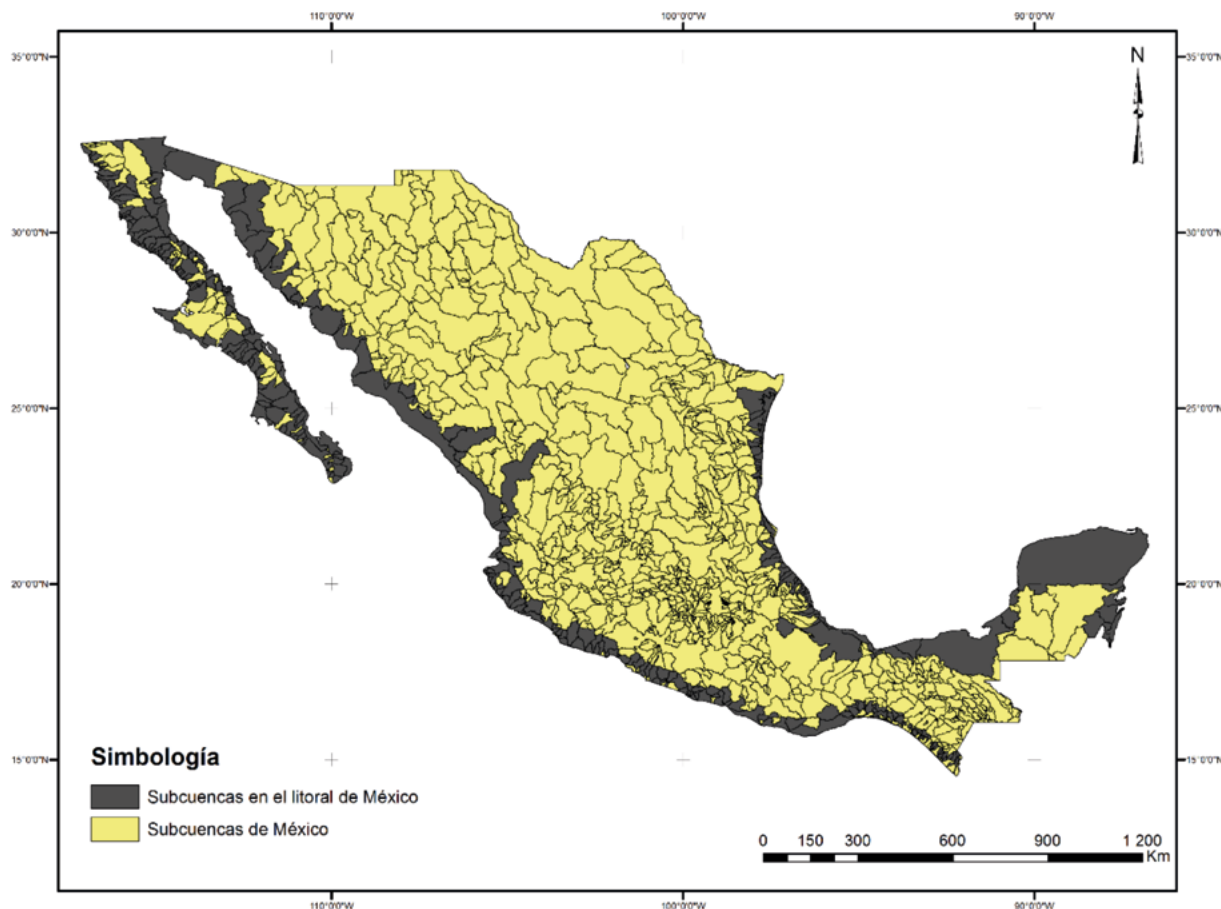 110°0'0"W 100°0'0"W 90°0'0"W
35°0'0"N 35°0'0"N
N
30°0'0"N 30°0'0"N
25°0'0"N 25°0'0"N
20°0'0"N 20°0'0"N
15°0'0"N 15°0'0"N
Simbología
Subcuencas en el litoral de México
Subcuencas de México
0 150 300 600 900 1 200
Km
110°0'0"W 100°0'0"W 90°0'0"W